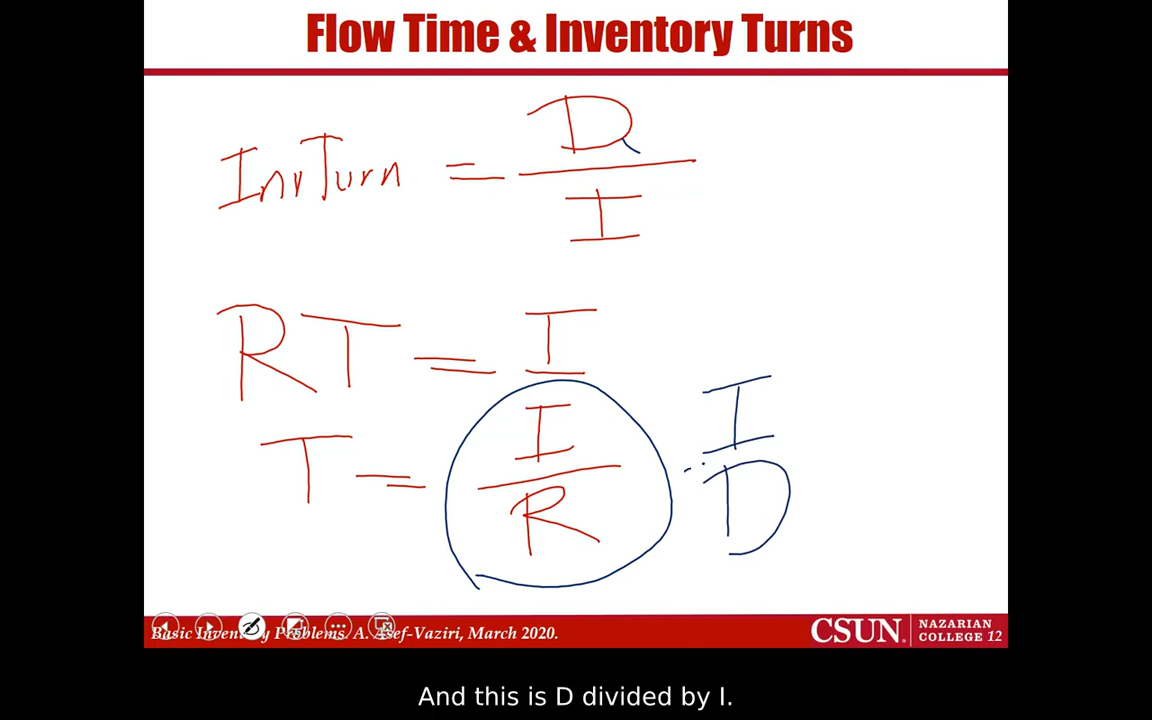 Flow Time & Inventory Turns
InvTurn = D
I
RT = I
T = I
R
I
D
Basic Inventory Problems A. Asef-Vaziri, March 2020.
CSUN. NAZARIAN
COLLEGE 12
And this is D divided by I.